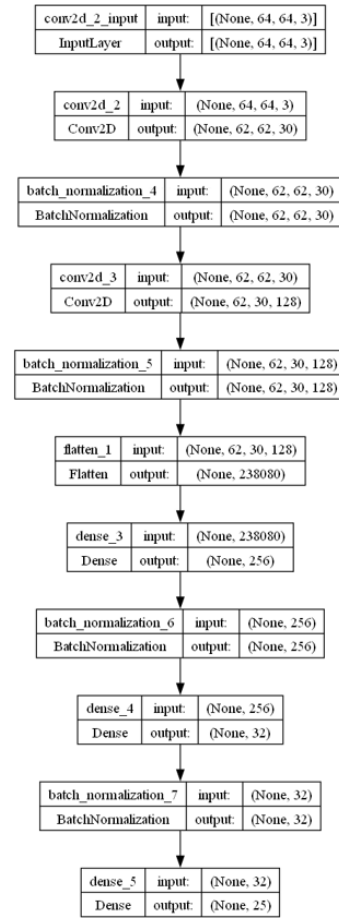 conv2d_2_input input: [(None, 64, 64, 3)]
InputLayer output: [(None, 64, 64, 3)]
conv2d_2 input: (None, 64, 64, 3)
Conv2D output: (None, 62, 62, 30)
batch_normalization_4 input: (None, 62, 62, 30)
BatchNormalization output: (None, 62, 62, 30)
conv2d_3 input: (None, 62, 62, 30)
Conv2D output: (None, 62, 30, 128)
batch_normalization_5 input: (None, 62, 30, 128)
BatchNormalization output: (None, 62, 30, 128)
flatten_1 input: (None, 62, 30, 128)
Flatten output: (None, 238080)
dense_3 input: (None, 238080)
Dense output: (None, 256)
batch_normalization_6 input: (None, 256)
BatchNormalization output: (None, 256)
dense_4 input: (None, 256)
Dense output: (None, 32)
batch_normalization_7 input: (None, 32)
BatchNormalization output: (None, 32)
dense_5 input: (None, 32)
Dense output: (None, 25)